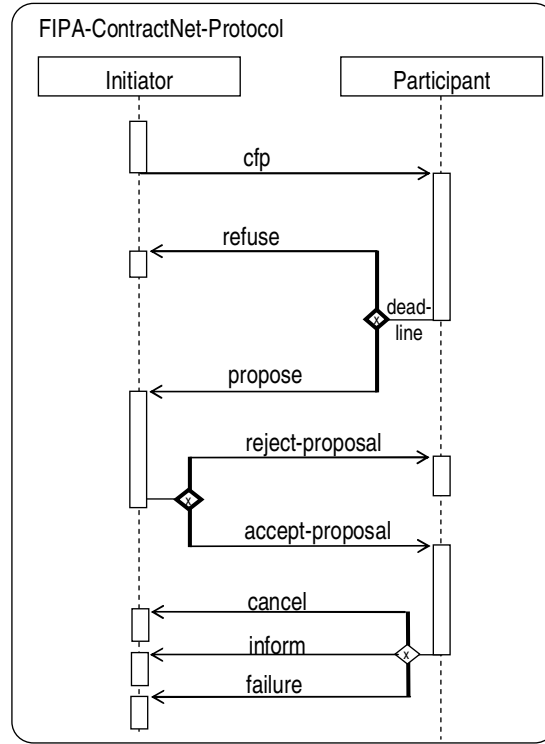 FIPA-ContractNet-Protocol
Initiator
Participant
cfp
refuse
x
dead-
line
propose
reject-proposal
x
accept-proposal
cancel
inform
x
failure